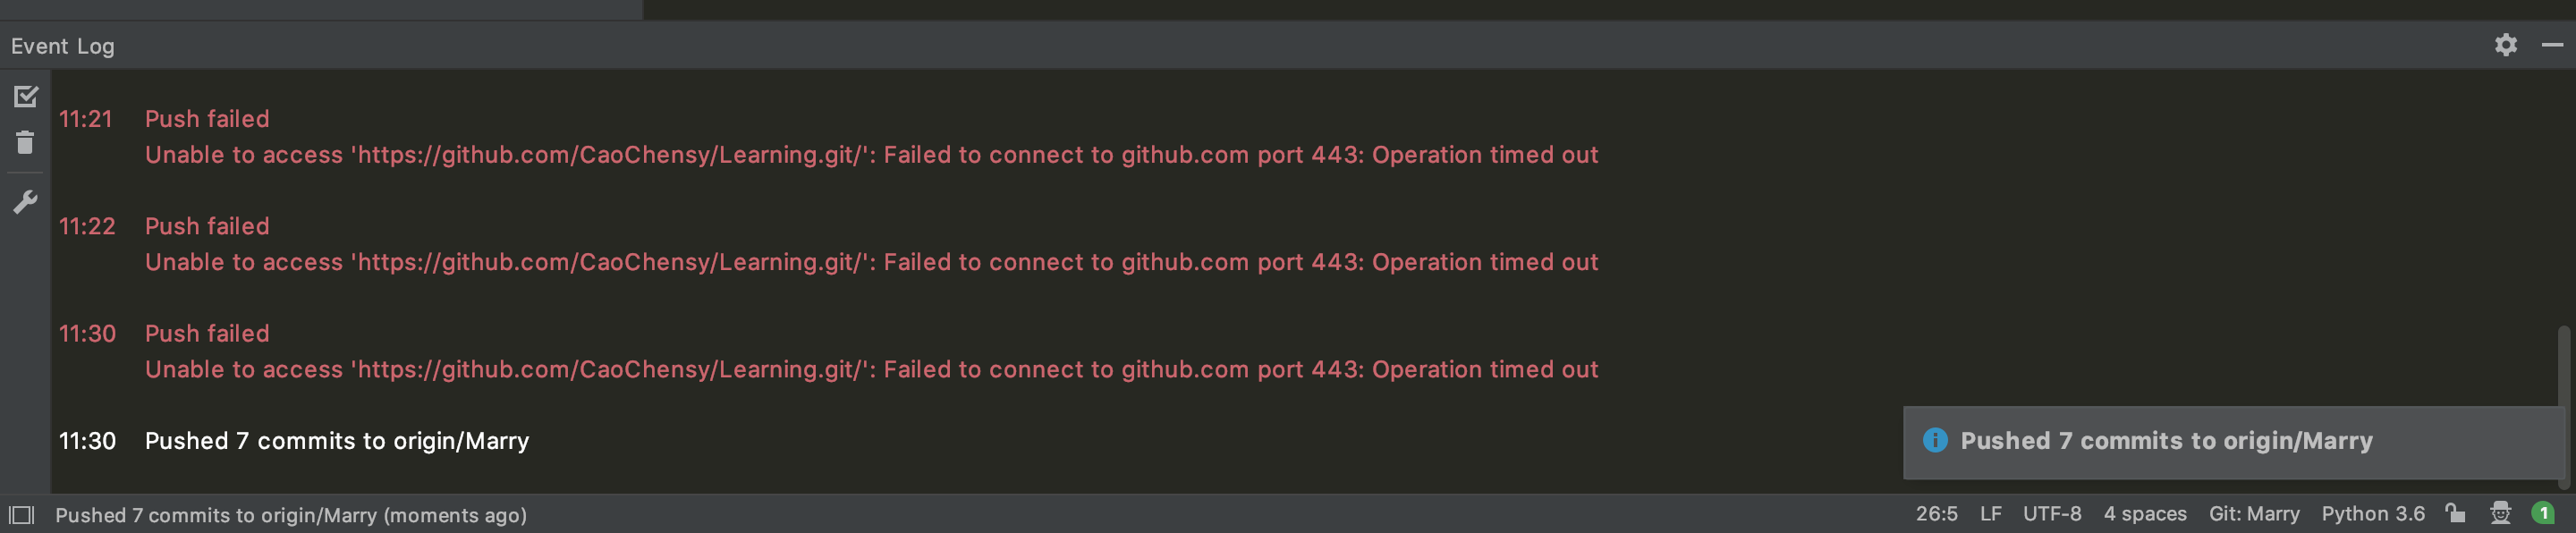 Event Log
11:21 Push failed
Unable to access 'https://github.com/CaoChensy/Learning.git/': Failed to connect to github.com port 443: Operation timed out
11:22 Push failed
Unable to access 'https://github.com/CaoChensy/Learning.git/': Failed to connect to github.com port 443: Operation timed out
11:30 Push failed
Unable to access 'https://github.com/CaoChensy/Learning.git/': Failed to connect to github.com port 443: Operation timed out
11:30 Pushed 7 commits to origin/Marry
Pushed 7 commits to origin/Marry
Pushed 7 commits to origin/Marry (moments ago)
26:5 LF UTF-8 4 spaces Git: Marry Python 3.6 1